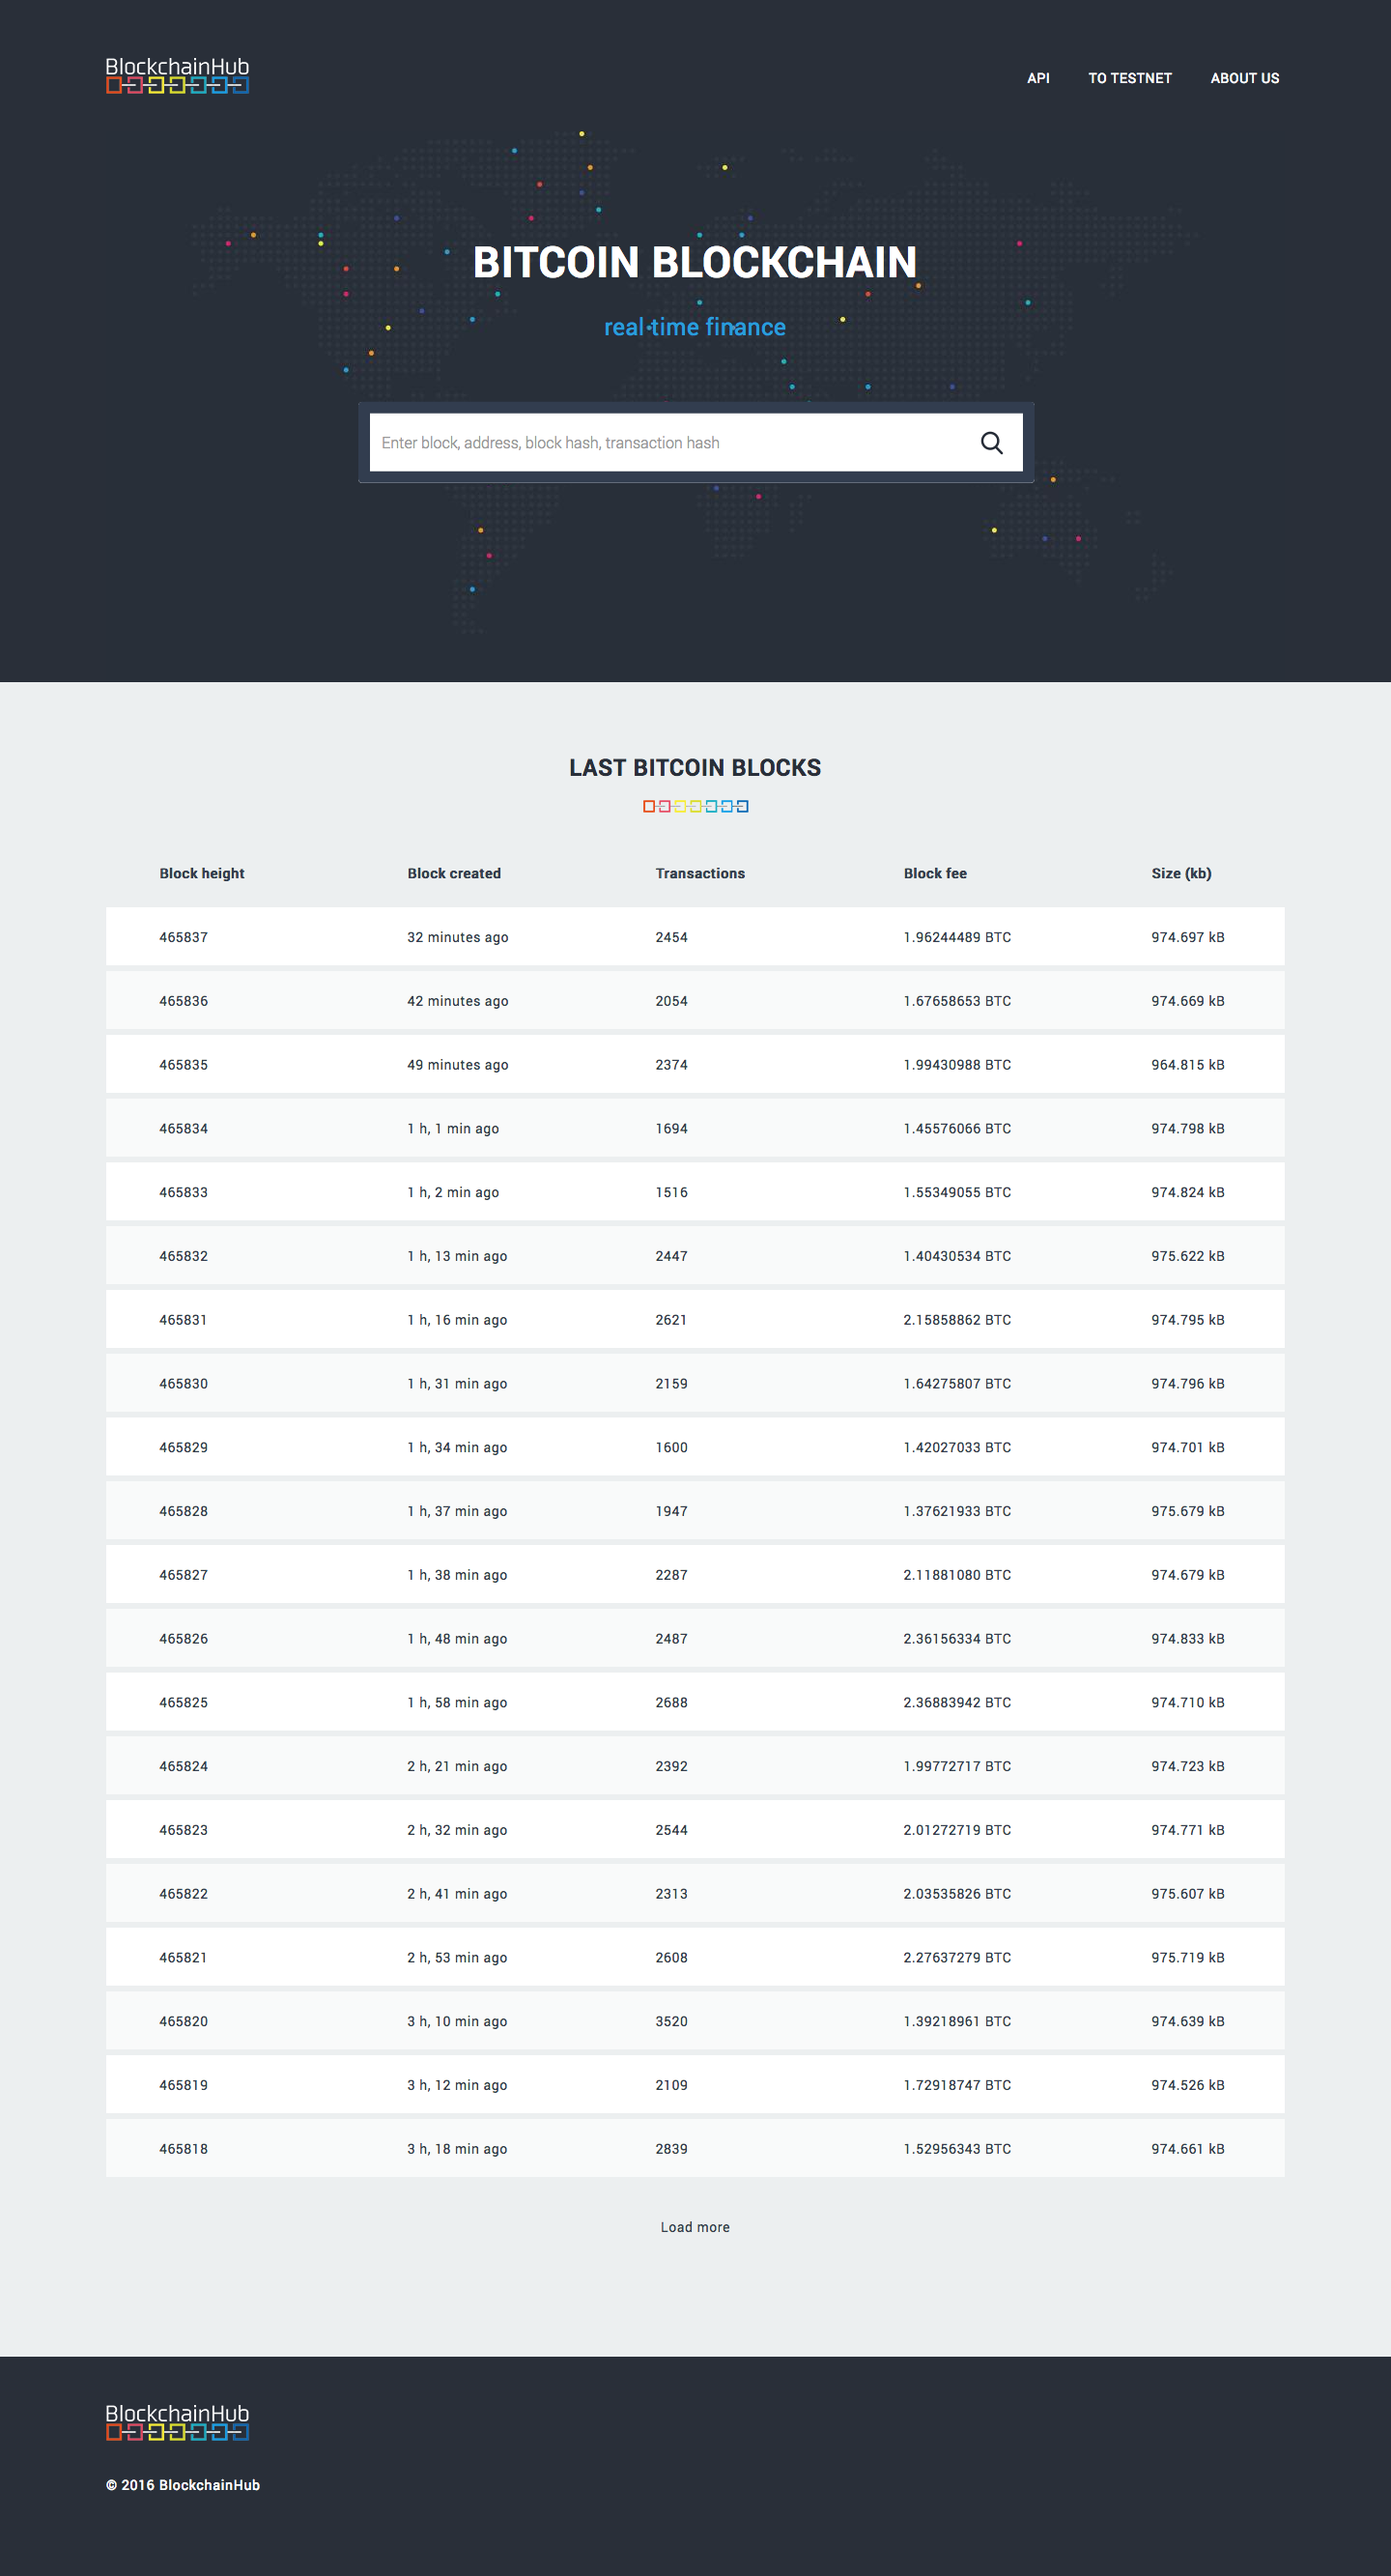 BlockchainHub
API TO TESTNET ABOUT US
BITCOIN BLOCKCHAIN
real-time finance
Enter block, address, block hash, transaction hash
LAST BITCOIN BLOCKS
Block height Block created Transactions Block fee Size (kb)
465837 32 minutes ago 2454 1.96244489 BTC 974.697 kB
465836 42 minutes ago 2054 1.67658653 BTC 974.669 kB
465835 49 minutes ago 2374 1.99430988 BTC 964.815 kB
465834 1 h, 1 min ago 1694 1.45576066 BTC 974.798 kB
465833 1 h, 2 min ago 1516 1.55349055 BTC 974.824 kB
465832 1 h, 13 min ago 2447 1.40430534 BTC 975.622 kB
465831 1 h, 16 min ago 2621 2.15858862 BTC 974.795 kB
465830 1 h, 31 min ago 2159 1.64275807 BTC 974.796 kB
465829 1 h, 34 min ago 1600 1.42027033 BTC 974.701 kB
465828 1 h, 37 min ago 1947 1.37621933 BTC 975.679 kB
465827 1 h, 38 min ago 2287 2.11881080 BTC 974.679 kB
465826 1 h, 48 min ago 2487 2.36156334 BTC 974.833 kB
465825 1 h, 58 min ago 2688 2.36883942 BTC 974.710 kB
465824 2 h, 21 min ago 2392 1.99772717 BTC 974.723 kB
465823 2 h, 32 min ago 2544 2.01272719 BTC 974.771 kB
465822 2 h, 41 min ago 2313 2.03535826 BTC 975.607 kB
465821 2 h, 53 min ago 2608 2.27637279 BTC 975.719 kB
465820 3 h, 10 min ago 3520 1.39218961 BTC 974.639 kB
465819 3 h, 12 min ago 2109 1.72918747 BTC 974.526 kB
465818 3 h, 18 min ago 2839 1.52956343 BTC 974.661 kB
Load more
BlockchainHub
© 2016 BlockchainHub